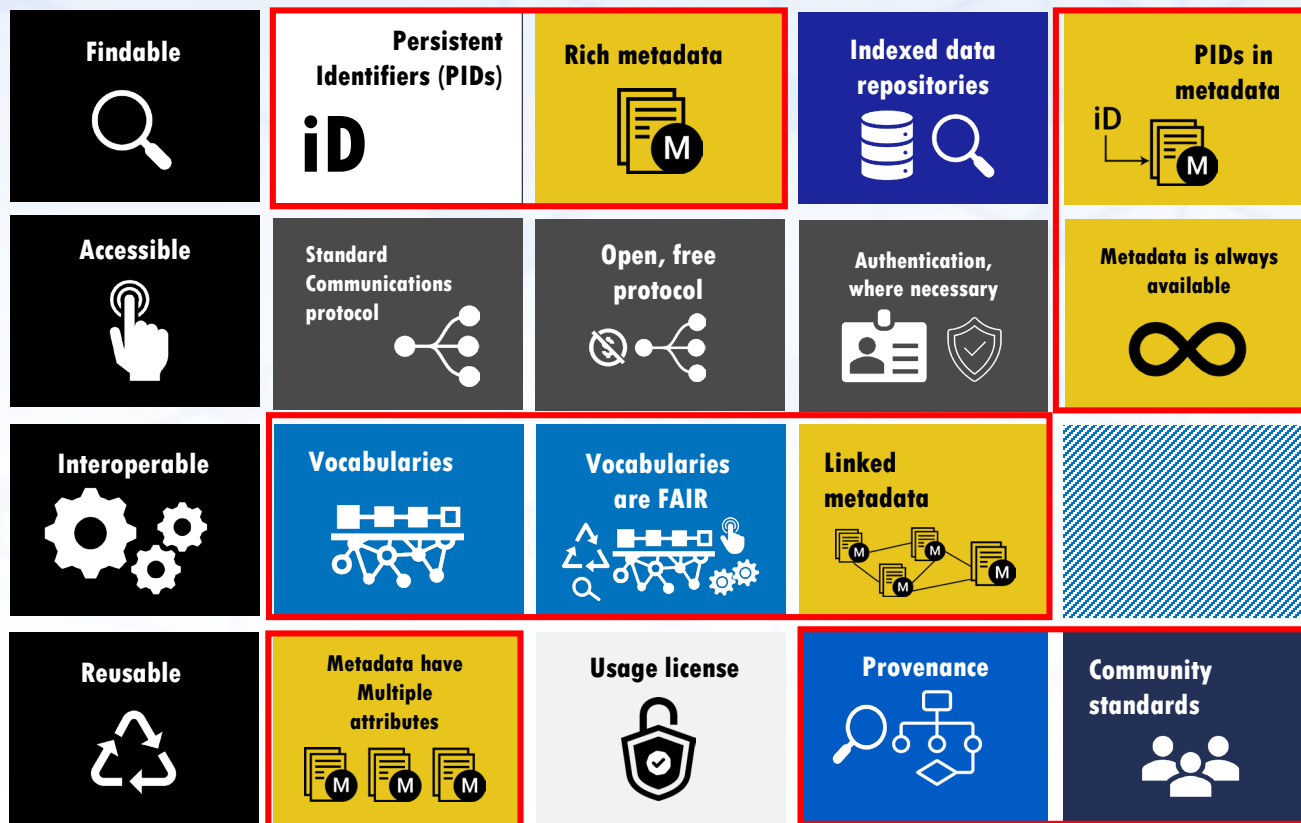 Findable
Persistent
Identifiers (PIDs)
iD
Rich metadata
M
Indexed data
repositories
PIDs in
metadata
iD
M
Accessible
Standard
Communications
protocol
Open, free
protocol
$
Authentication,
where necessary
Metadata is always
available
Interoperable
Vocabularies
Vocabularies
are FAIR
Linked
metadata
M
M
M
M
Reusable
Metadata have
Multiple
attributes
M
M
M
Usage license
Provenance
Community
standards